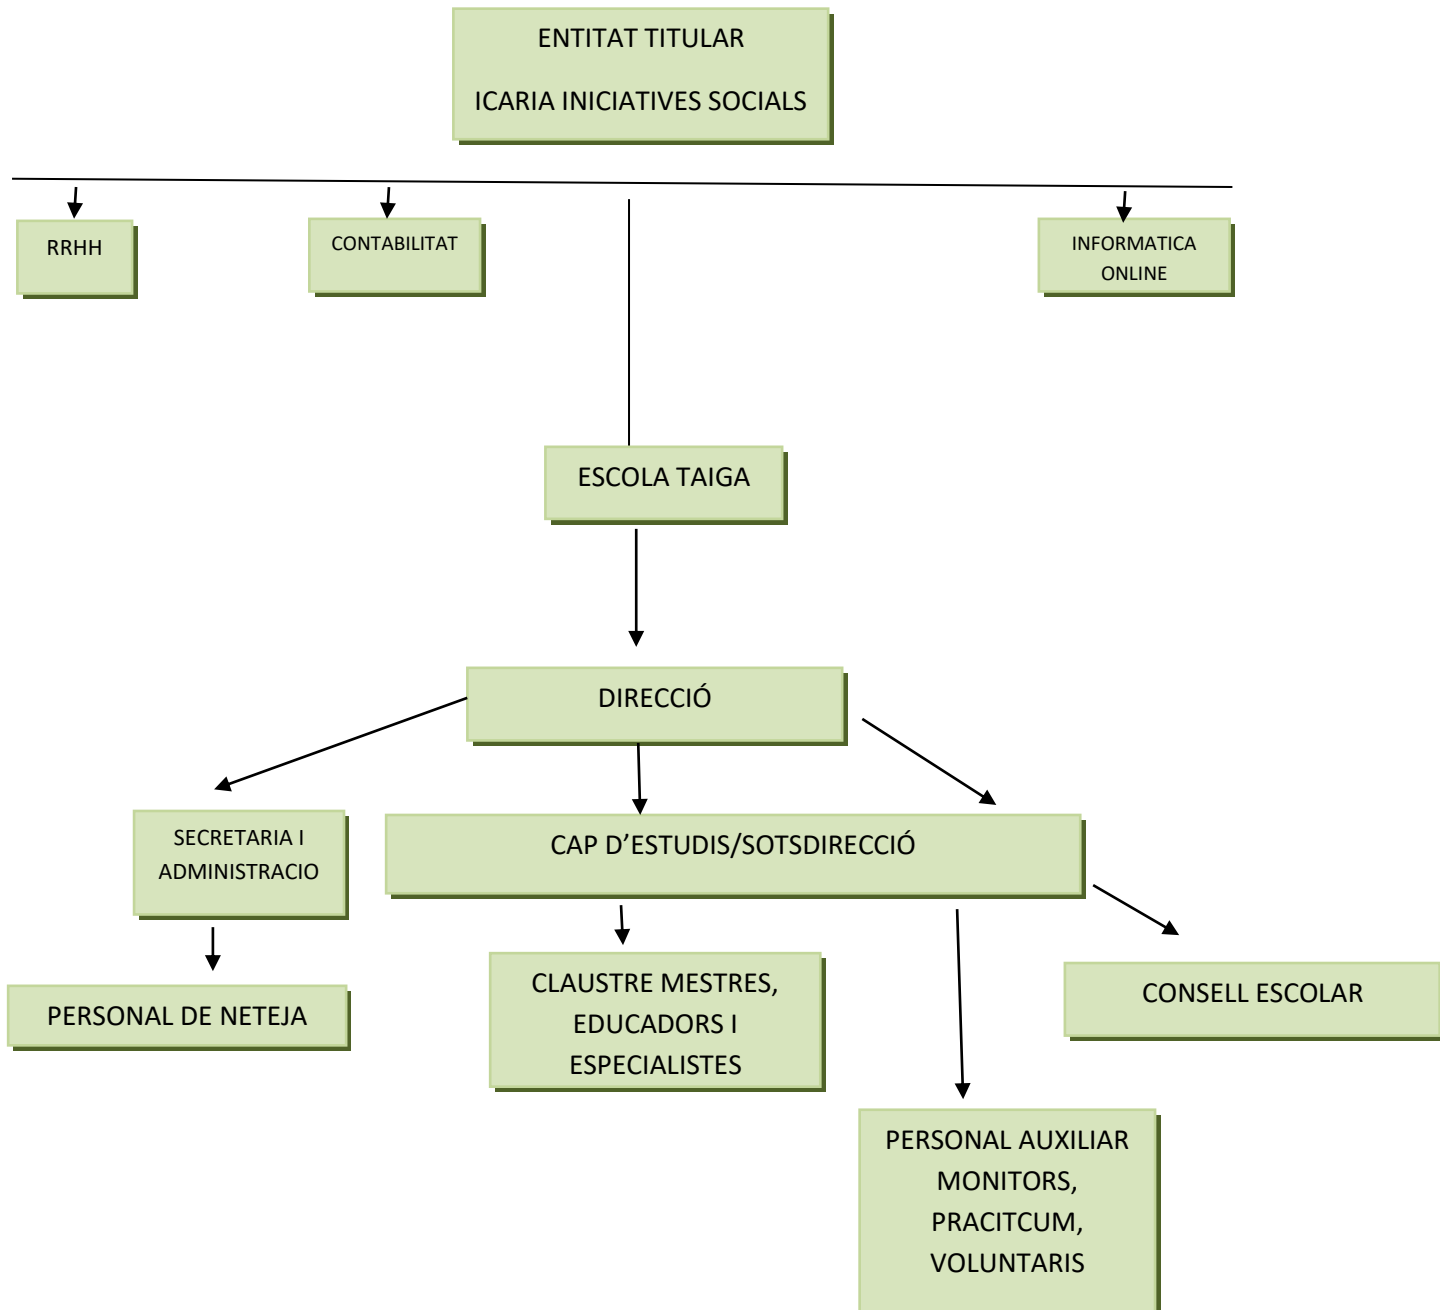 ENTITAT TITULAR
ICARIA INICIATIVES SOCIALS
RRHH
CONTABILITAT
INFORMATICA
ONLINE
ESCOLA TAIGA
DIRECCIÓ
SECRETARIA I
ADMINISTRACIO
CAP D’ESTUDIS/SOTSDIRECCIÓ
PERSONAL DE NETEJA
CLAUSTRE MESTRES,
EDUCADORS I
ESPECIALISTES
CONSELL ESCOLAR
PERSONAL AUXILIAR
MONITORS,
PRACITCUM,
VOLUNTARIS